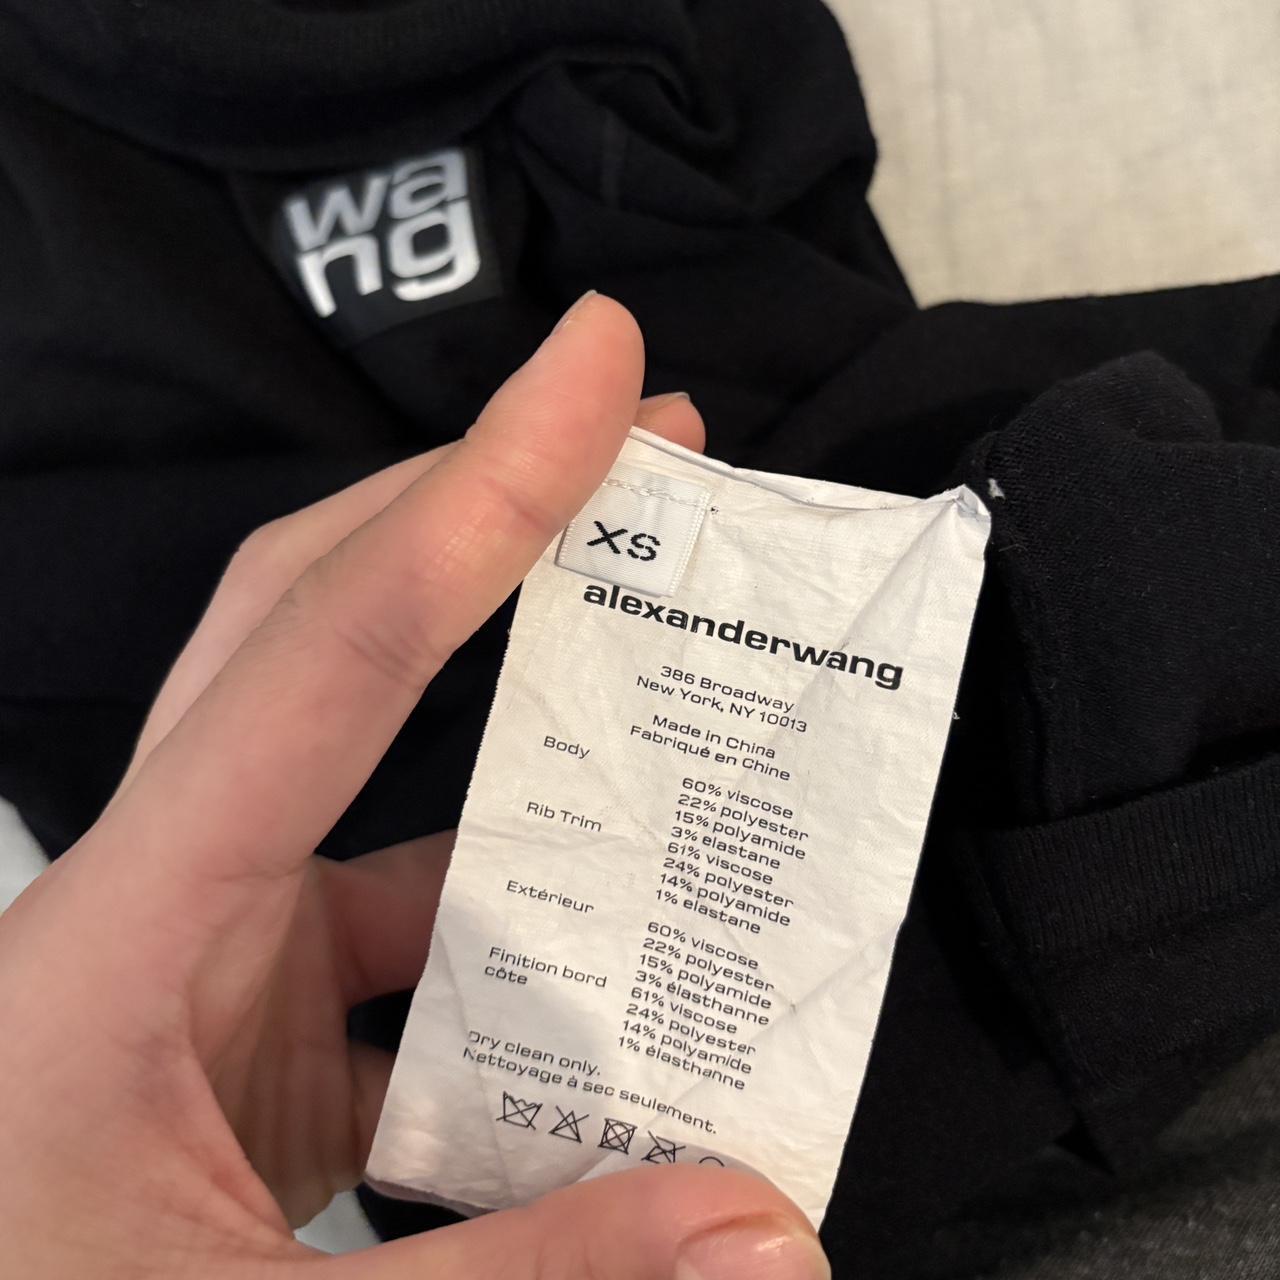 wa
ng
XS
alexanderwang
386 Broadway
New York, NY 10013
Made in China
Fabriqué en Chine
Body
60% viscose
22% polyester
15% polyamide
3% elastane
Rib Trim
61% viscose
24% polyester
14% polyamide
1% elastane
Extérieur
60% viscose
22% polyester
15% polyamide
3% élasthanne
Finition bord
côte
61% viscose
24% polyester
14% polyamide
1% élasthanne
Dry clean only.
Nettoyage à sec seulement.